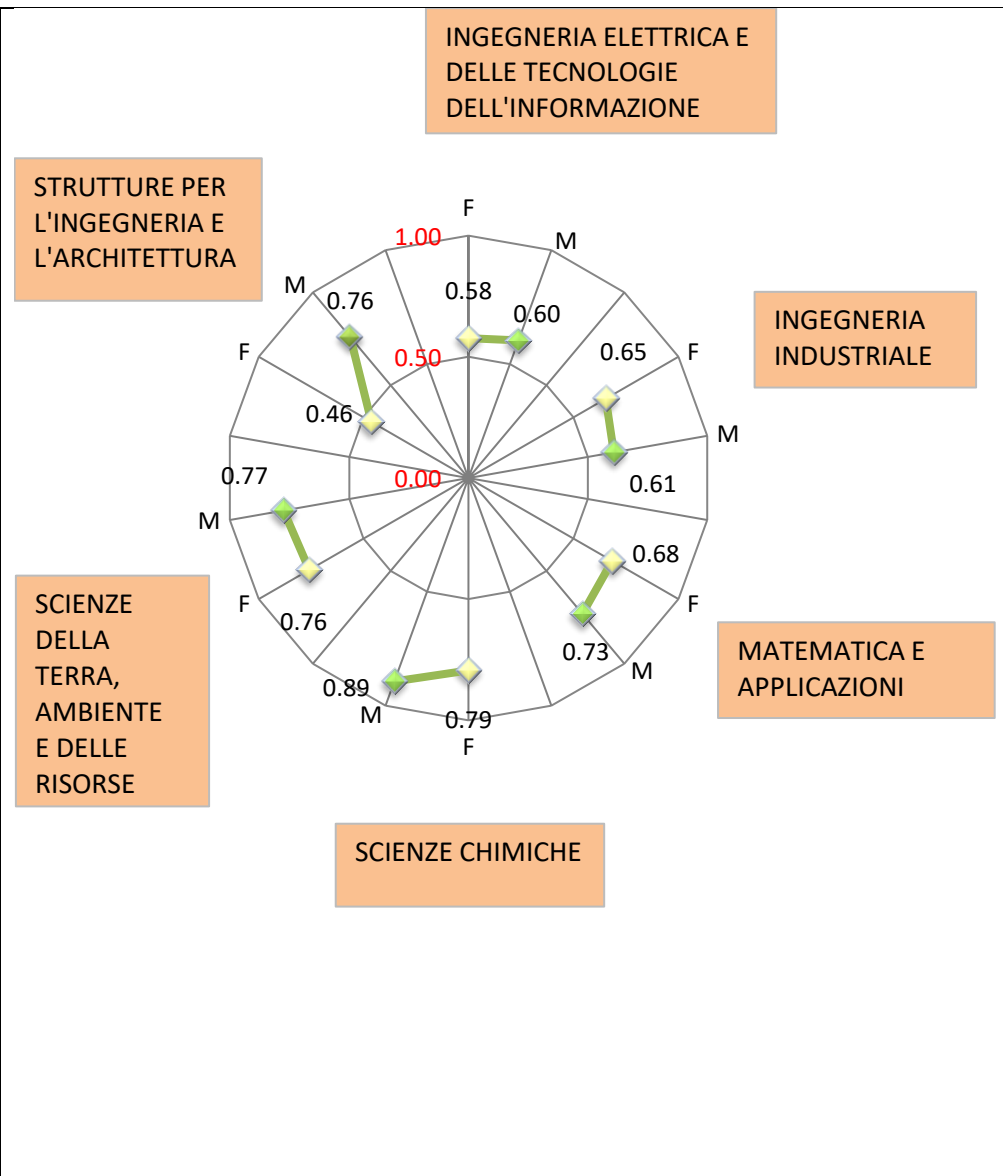 INGEGNERIA ELETTRICA E
DELLE TECNOLOGIE
DELL'INFORMAZIONE
STRUTTURE PER
L'INGEGNERIA E
L'ARCHITETTURA
F
1.00
M
M
0.76
0.58
0.60
INGEGNERIA
INDUSTRIALE
F
0.50
0.65
F
0.46
M
0.77
0.00
0.61
M
0.68
SCIENZE
DELLA
TERRA,
AMBIENTE
E DELLE
RISORSE
F
0.76
F
0.73
M
MATEMATICA E
APPLICAZIONI
0.89
M
0.79
F
SCIENZE CHIMICHE